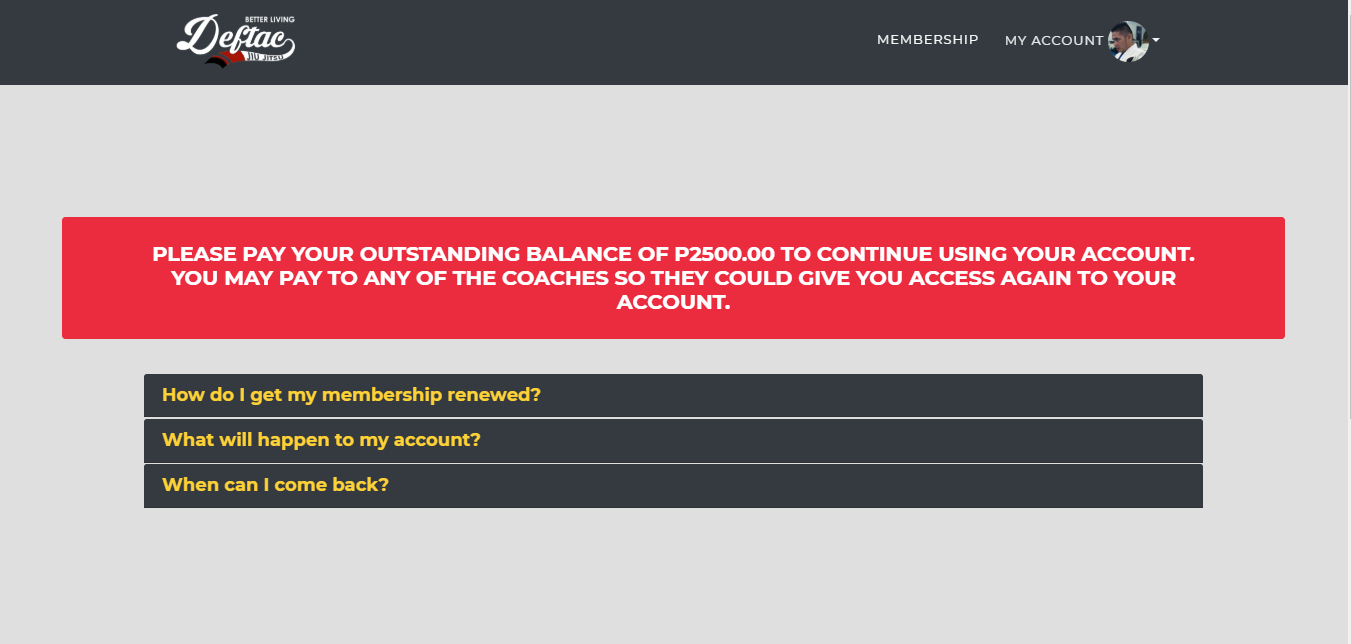 BETTER LIVING
Deftac
JIU JITSU
MEMBERSHIP
MY ACCOUNT
PLEASE PAY YOUR OUTSTANDING BALANCE OF P2500.00 TO CONTINUE USING YOUR ACCOUNT.
YOU MAY PAY TO ANY OF THE COACHES SO THEY COULD GIVE YOU ACCESS AGAIN TO YOUR
ACCOUNT.
How do I get my membership renewed?
What will happen to my account?
When can I come back?